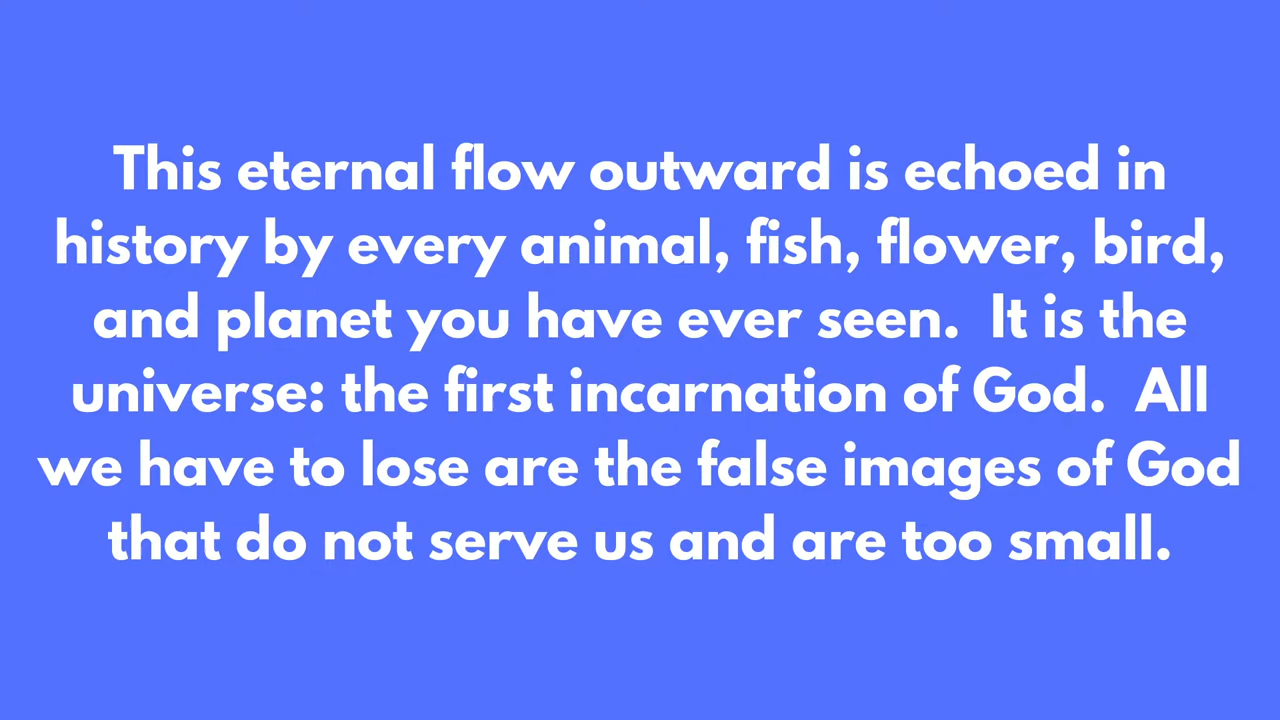 This eternal flow outward is echoed in
history by every animal, fish, flower, bird,
and planet you have ever seen.  It is the
universe: the first incarnation of God.  All
we have to lose are the false images of God
that do not serve us and are too small.